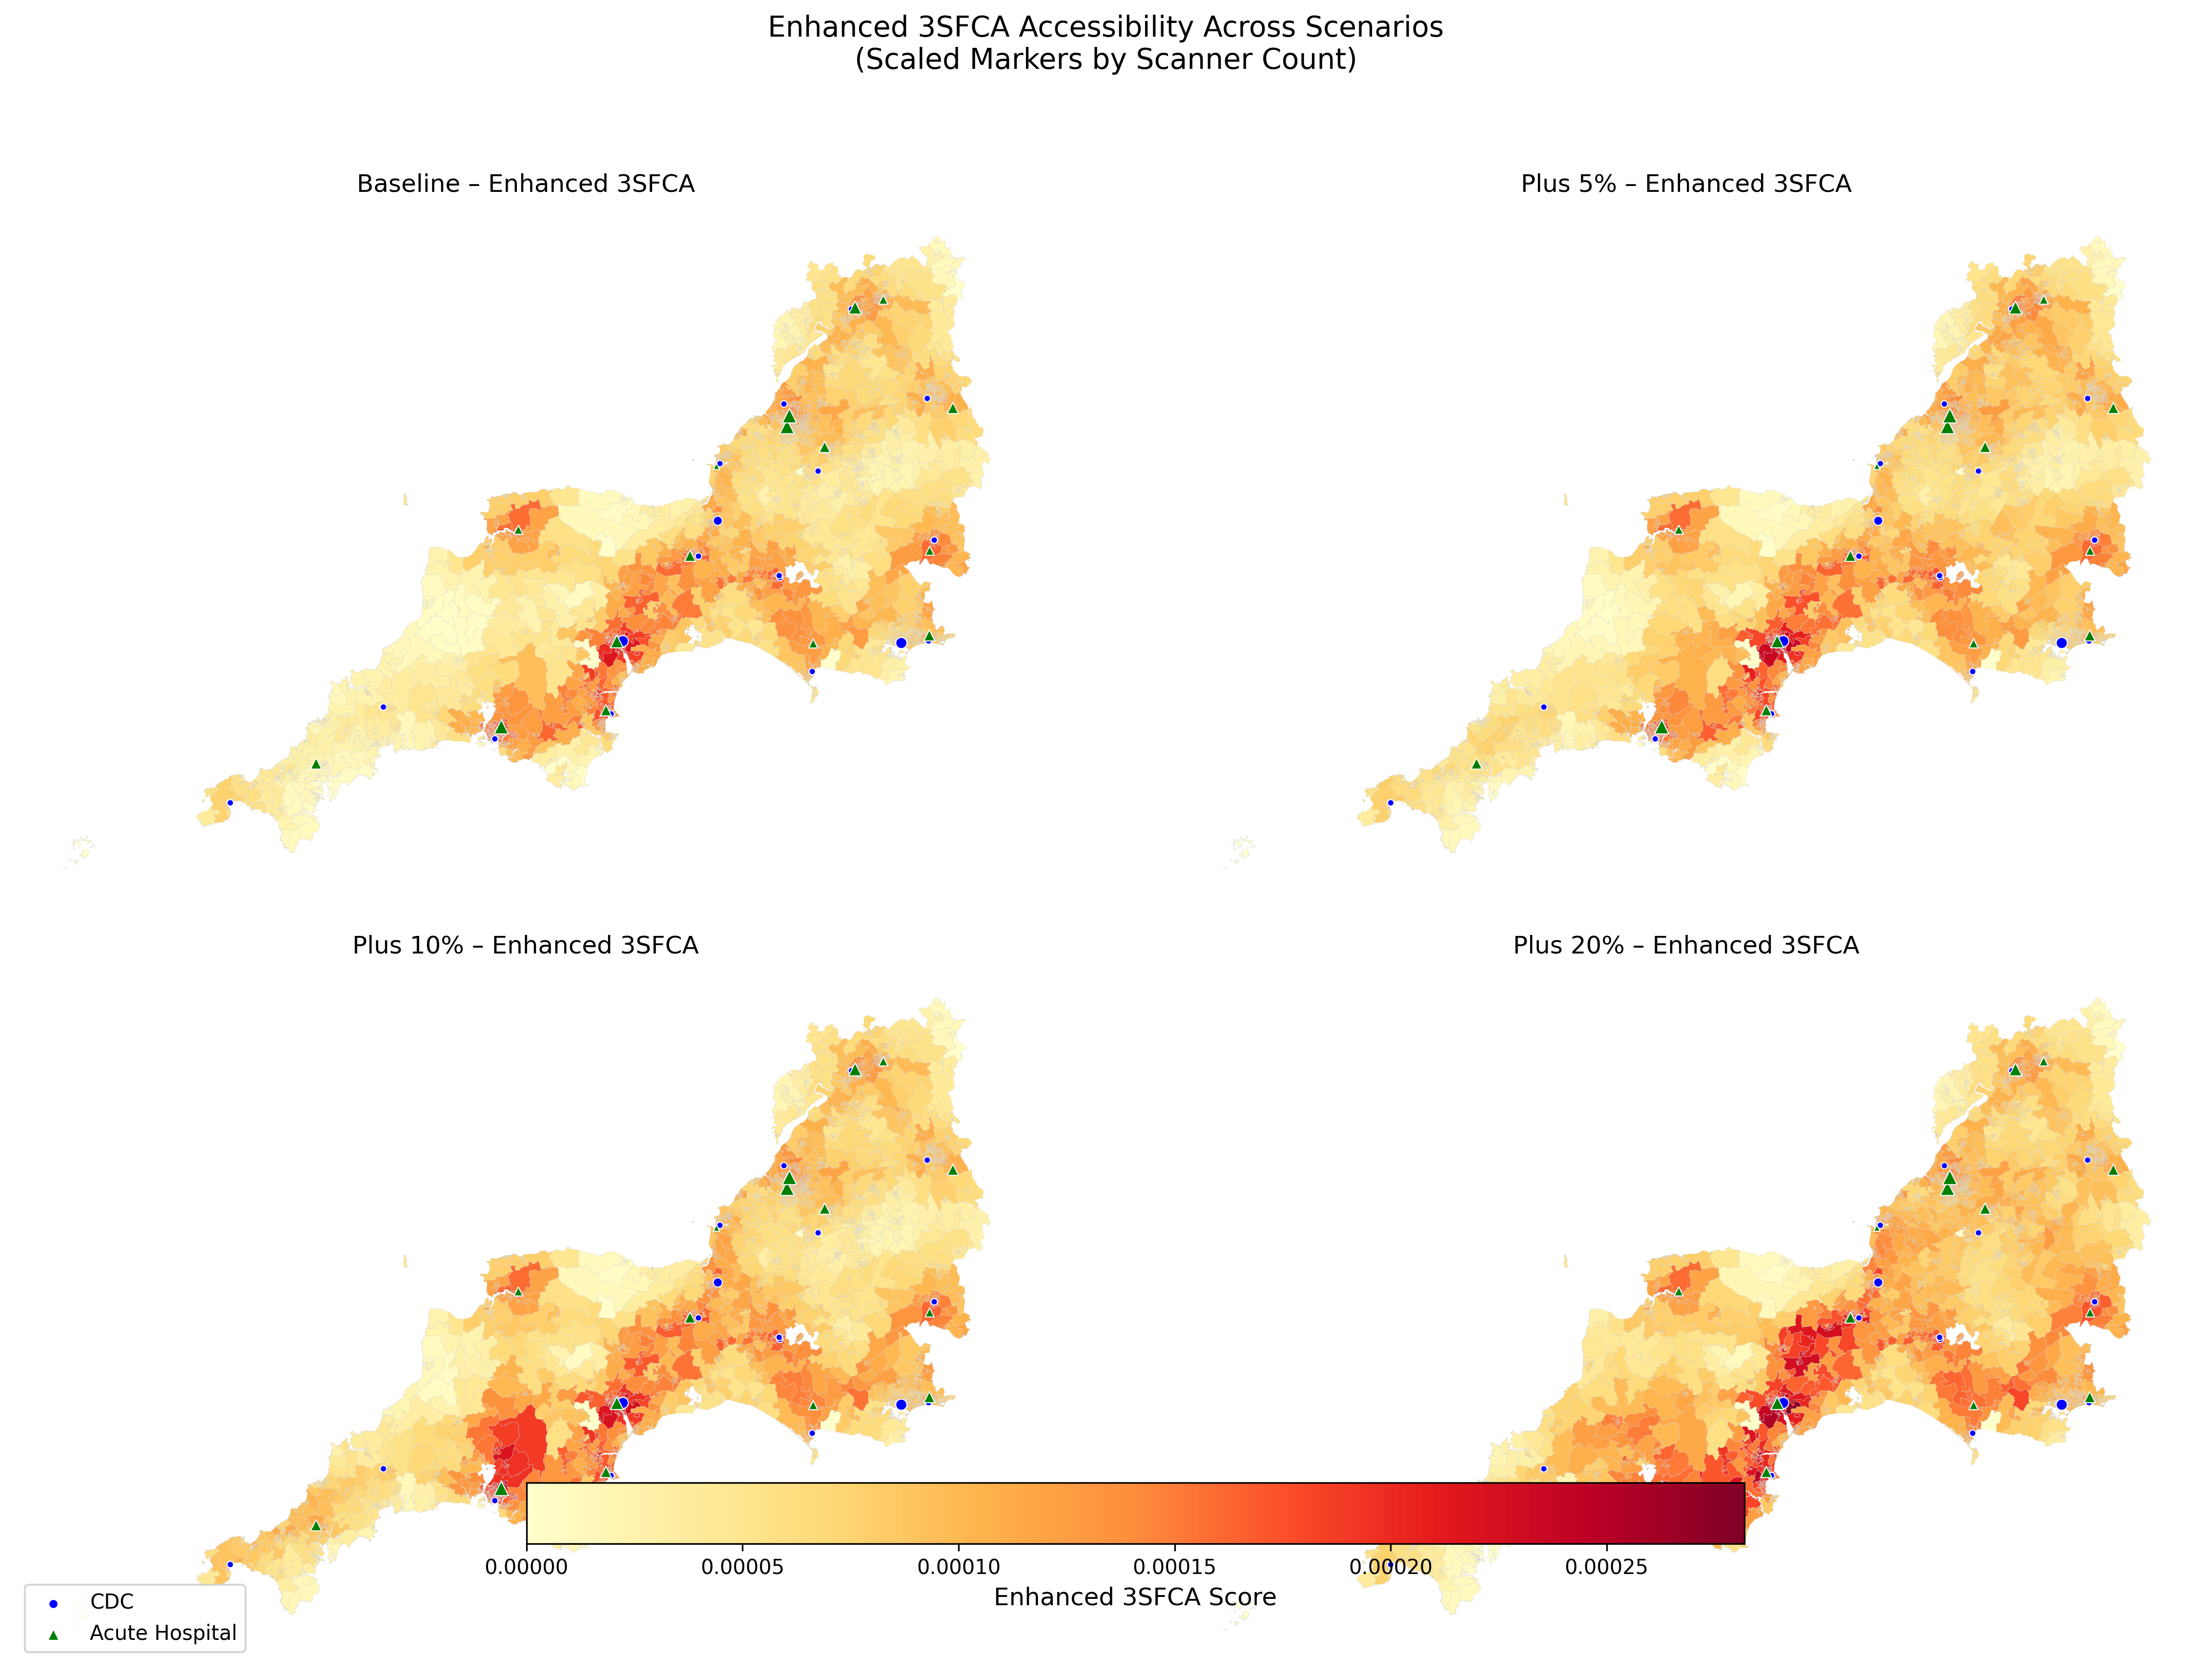 Enhanced 3SFCA Accessibility Across Scenarios
(Scaled Markers by Scanner Count)
Baseline – Enhanced 3SFCA
Plus 5% – Enhanced 3SFCA
Plus 10% – Enhanced 3SFCA
Plus 20% – Enhanced 3SFCA
0.00000 0.00005 0.00010 0.00015 0.00020 0.00025
Enhanced 3SFCA Score
CDC
Acute Hospital